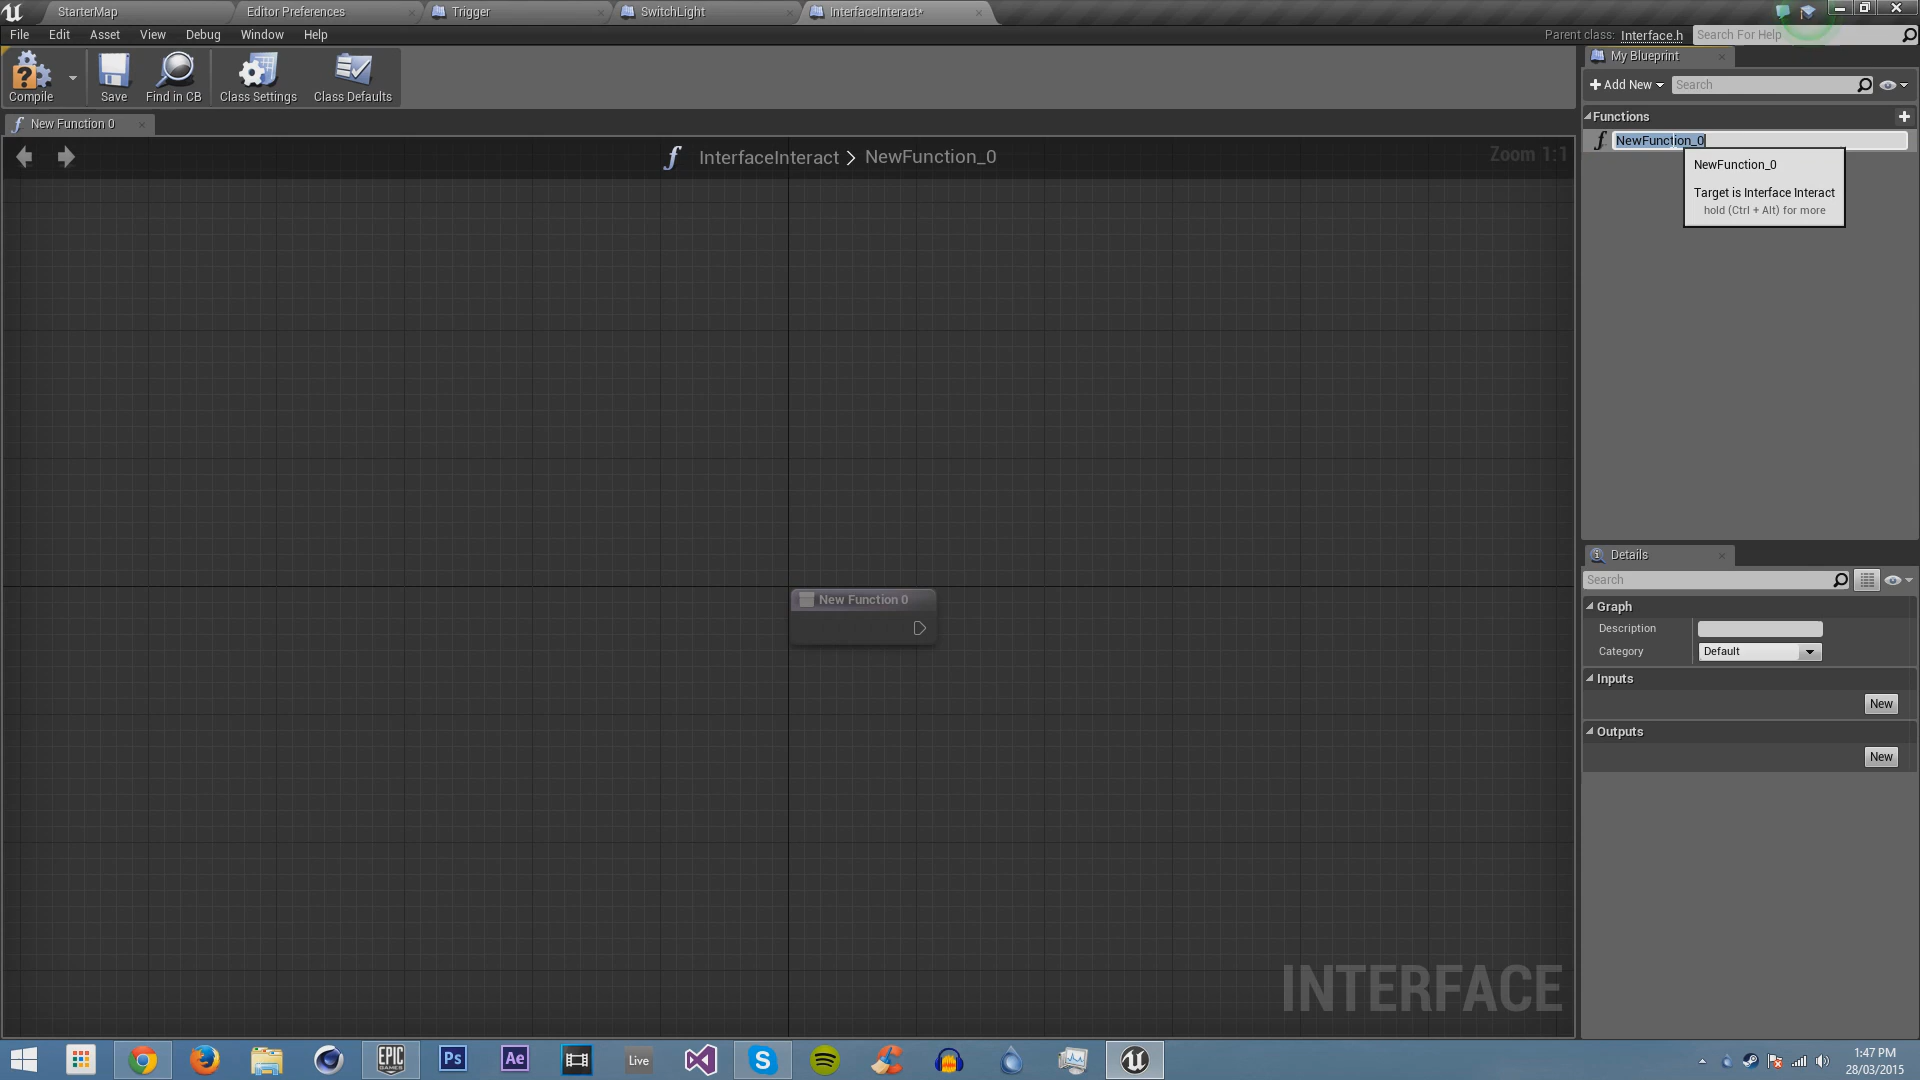 StarterMap
Editor Preferences
Trigger
SwitchLight
InterfaceInteract*
File Edit Asset View Debug Window Help
Parent class: Interface.h
Search For Help
Compile
Save
Find in CB
Class Settings
Class Defaults
My Blueprint
Add New
Search
New Function 0
InterfaceInteract > NewFunction_0
Zoom 1:1
Functions
NewFunction_0
NewFunction_0
Target is Interface Interact
hold (Ctrl + Alt) for more
New Function 0
Details
Search
Graph
Description
Category Default
Inputs
New
Outputs
New
INTERFACE
EPIC GAMES
Ps
Ae
Live
1:47 PM
28/03/2015